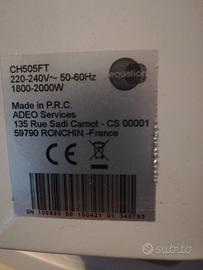 CH505FT
220-240V~ 50-60Hz
1800-2000W
equation
Made in P.R.C.
ADEO Services
135 Rue Sadi Carnot - CS 00001
59790 RONCHIN -France
CE
subito